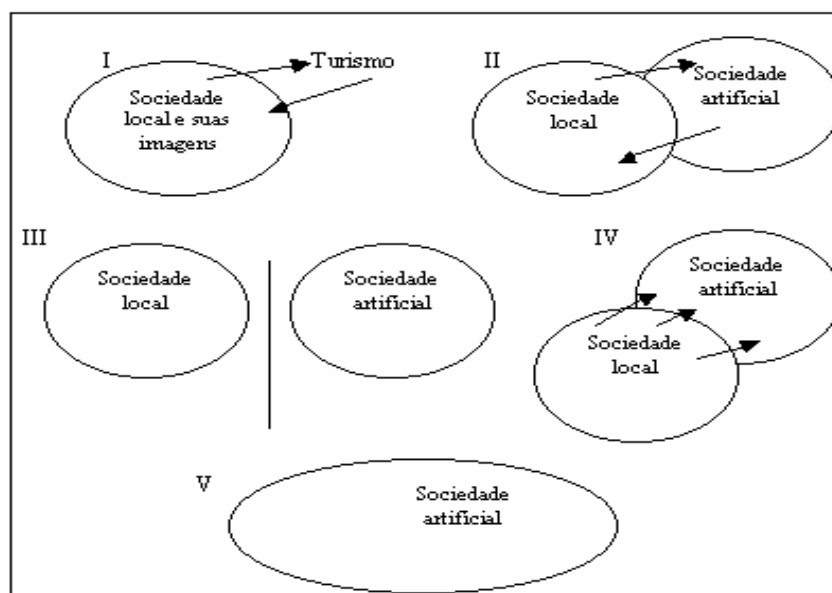 I
Turismo
Sociedade
local e suas
imagens
II
Sociedade
local
Sociedade
artificial
III
Sociedade
local
Sociedade
artificial
IV
Sociedade
artificial
Sociedade
local
V
Sociedade
artificial